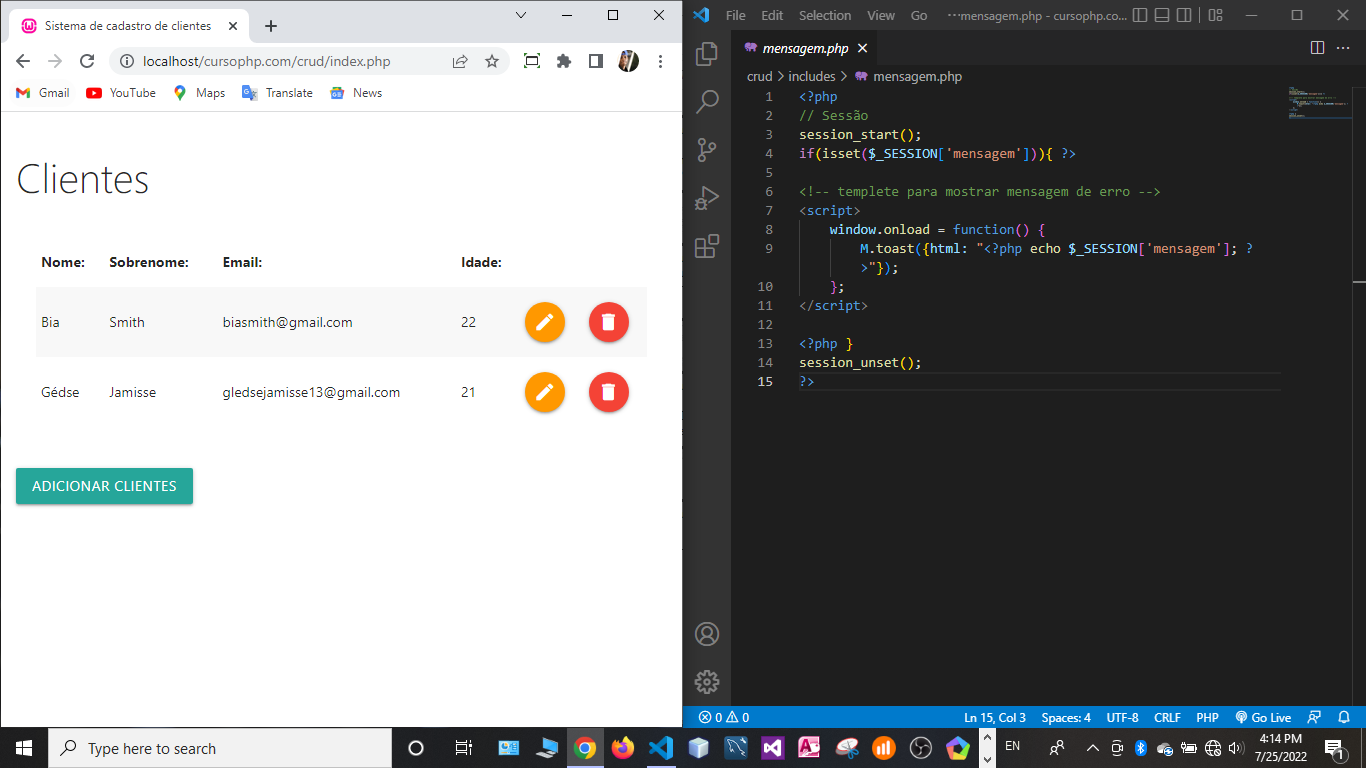 Sistema de cadastro de clientes
localhost/cursophp.com/crud/index.php
Gmail YouTube Maps Translate News
Clientes
Nome: Sobrenome: Email: Idade:
Bia Smith biasmith@gmail.com 22
Gédse Jamisse gledsejamisse13@gmail.com 21
ADICIONAR CLIENTES
File Edit Selection View Go ···mensagem.php - cursophp.co...
mensagem.php
crud > includes > mensagem.php
1 <?php
2 // Sessão
3 session_start();
4 if(isset($_SESSION['mensagem'])){ ?>
5
6 <!-- templete para mostrar mensagem de erro -->
7 <script>
8 window.onload = function() {
9 M.toast({html: "<?php echo $_SESSION['mensagem']; ?
>"});
10 };
11 </script>
12
13 <?php }
14 session_unset();
15 ?>
0 0 Ln 15, Col 3 Spaces: 4 UTF-8 CRLF PHP Go Live
Type here to search
EN
4:14 PM
7/25/2022
1